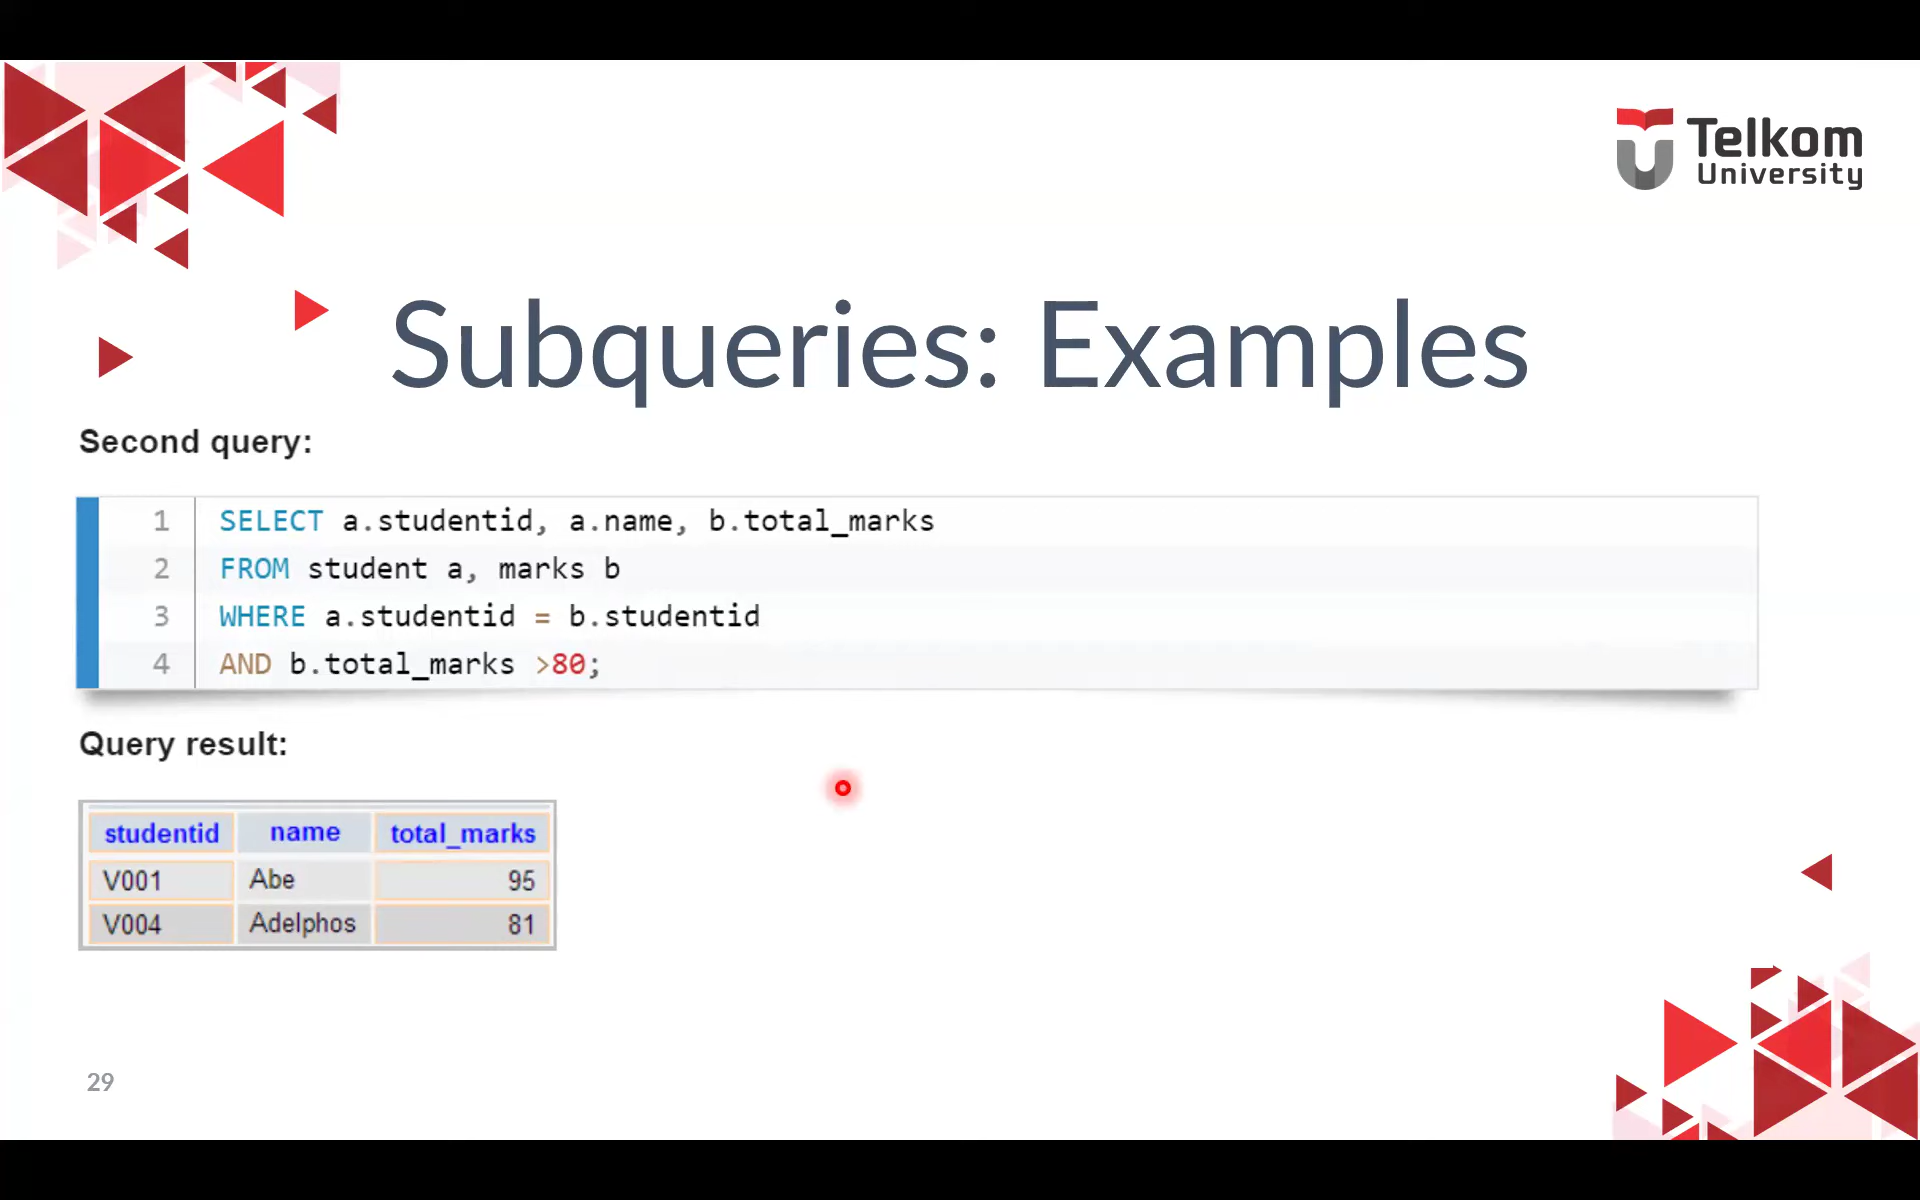 Telkom
University
Subqueries: Examples
Second query:
1 SELECT a.studentid, a.name, b.total_marks
2 FROM student a, marks b
3 WHERE a.studentid = b.studentid
4 AND b.total_marks >80;
Query result:
studentid name total_marks
V001 Abe 95
V004 Adelphos 81
29